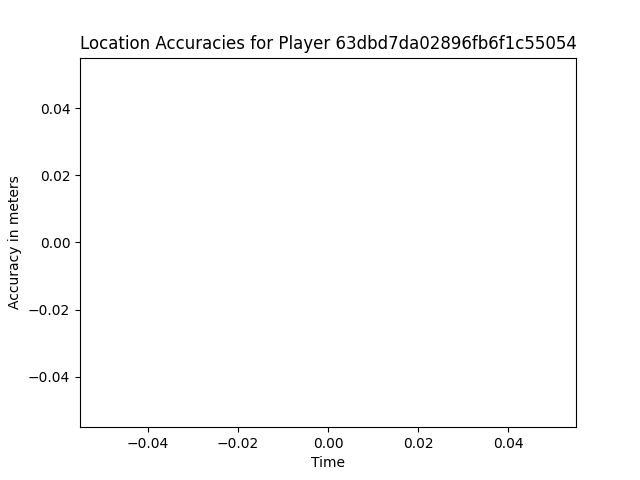 Location Accuracies for Player 63dbd7da02896fb6f1c55054
Accuracy in meters
0.04
0.02
0.00
−0.02
−0.04
−0.04 −0.02 0.00 0.02 0.04
Time